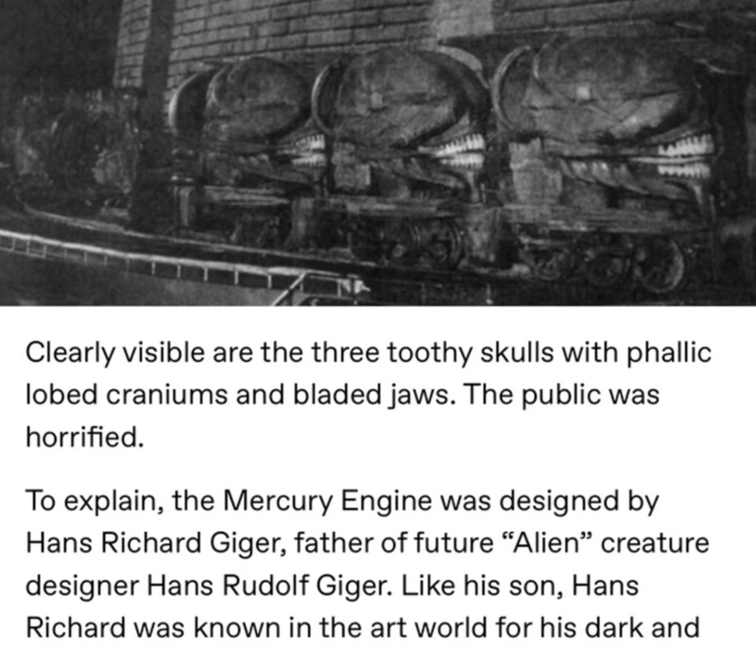 Clearly visible are the three toothy skulls with phallic
lobed craniums and bladed jaws. The public was
horrified.
To explain, the Mercury Engine was designed by
Hans Richard Giger, father of future “Alien” creature
designer Hans Rudolf Giger. Like his son, Hans
Richard was known in the art world for his dark and